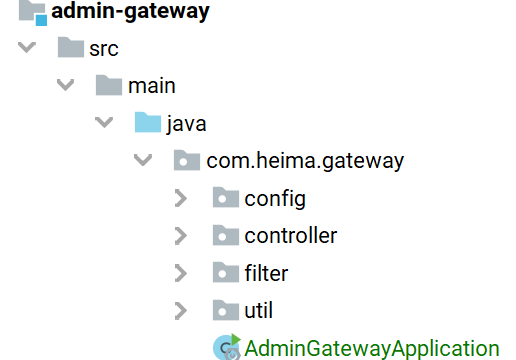 admin-gateway
src
main
java
com.heima.gateway
config
controller
filter
util
AdminGatewayApplication